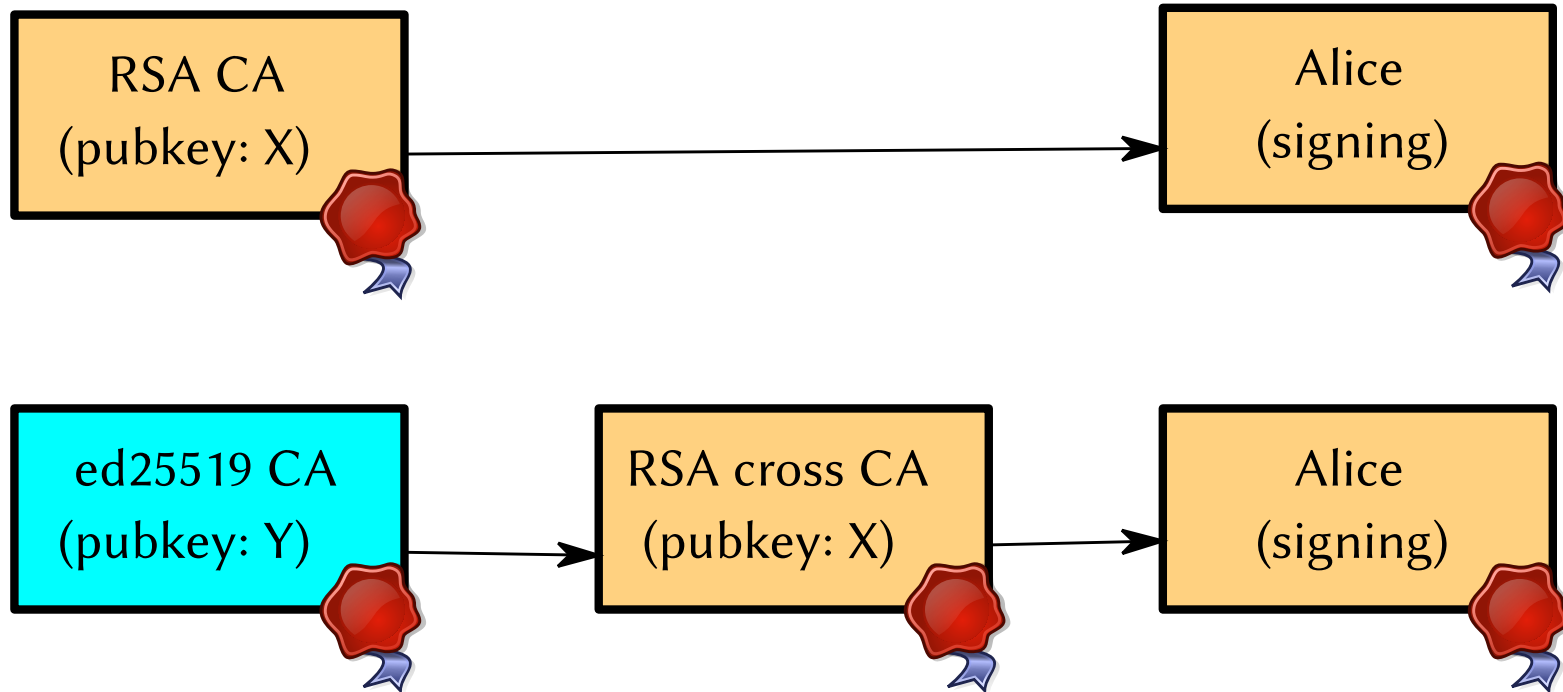 RSA CA
(pubkey: X)
Alice
(signing)
ed25519 CA
(pubkey: Y)
RSA cross CA
(pubkey: X)
Alice
(signing)